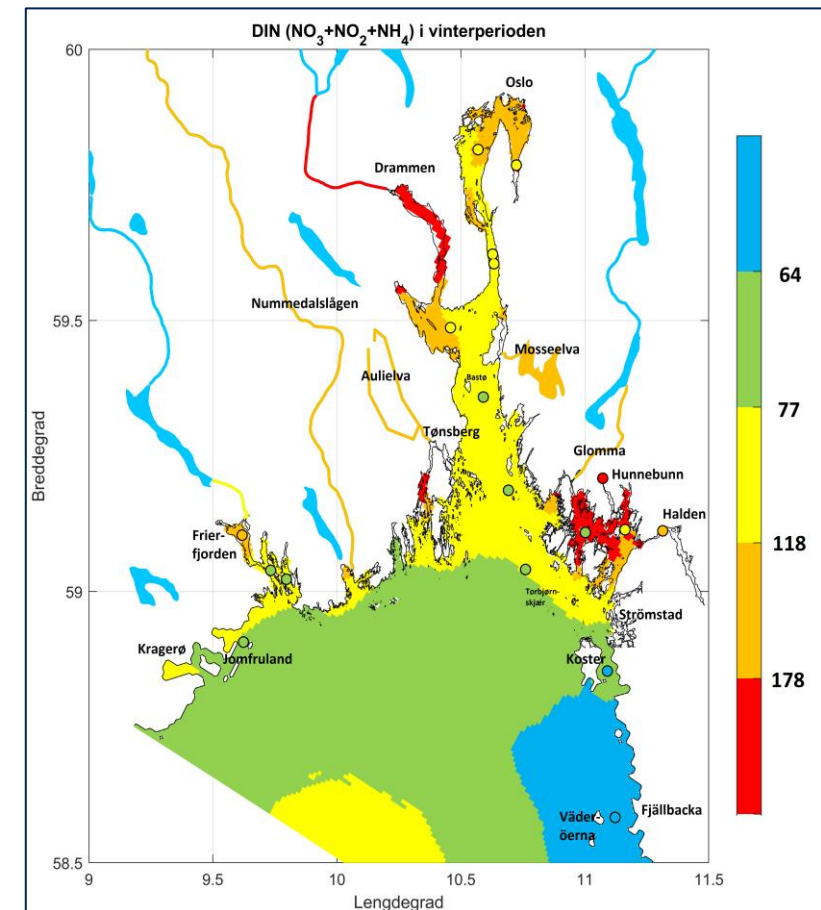 DIN (NO3+NO2+NH4) i vinterperioden
60
Oslo
Drammen
64
Nummedalslågen
59.5
Mosseelva
Aulielva
Bastø
77
Tønsberg
Glomma
Hunnebunn
Breddegrad
Halden
Frier-
fjorden
118
59
Torbjørn-
skjær
Strömstad
Kragerø
Jomfruland
Koster
178
Väder-
öerna
Fjällbacka
58.5
9
9.5
10
10.5
11
11.5
Lengdegrad